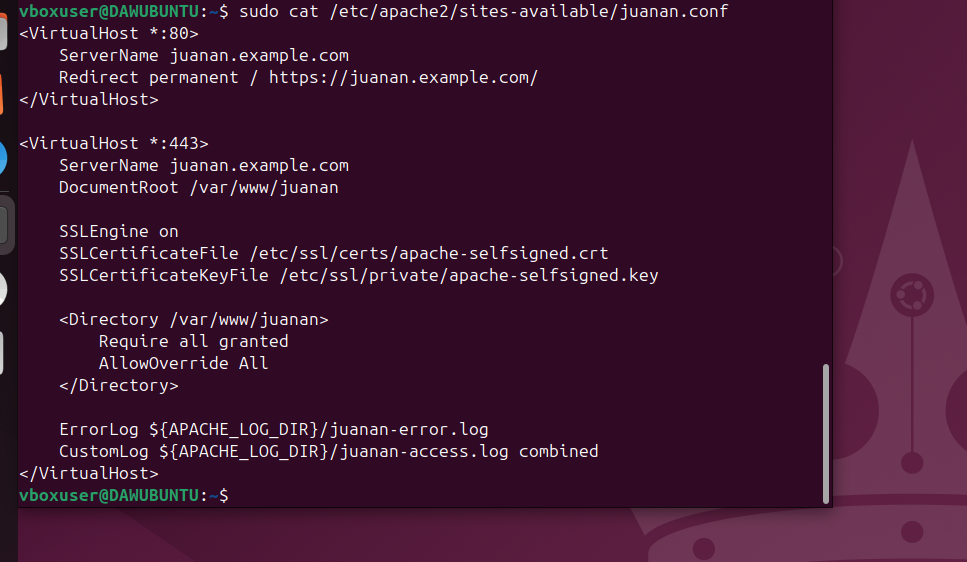 vboxuser@DAWUBUNTU:~$ sudo cat /etc/apache2/sites-available/juanan.conf
<VirtualHost *:80>
    ServerName juanan.example.com
    Redirect permanent / https://juanan.example.com/
</VirtualHost>

<VirtualHost *:443>
    ServerName juanan.example.com
    DocumentRoot /var/www/juanan

    SSLEngine on
    SSLCertificateFile /etc/ssl/certs/apache-selfsigned.crt
    SSLCertificateKeyFile /etc/ssl/private/apache-selfsigned.key

    <Directory /var/www/juanan>
        Require all granted
        AllowOverride All
    </Directory>

    ErrorLog ${APACHE_LOG_DIR}/juanan-error.log
    CustomLog ${APACHE_LOG_DIR}/juanan-access.log combined
</VirtualHost>
vboxuser@DAWUBUNTU:~$